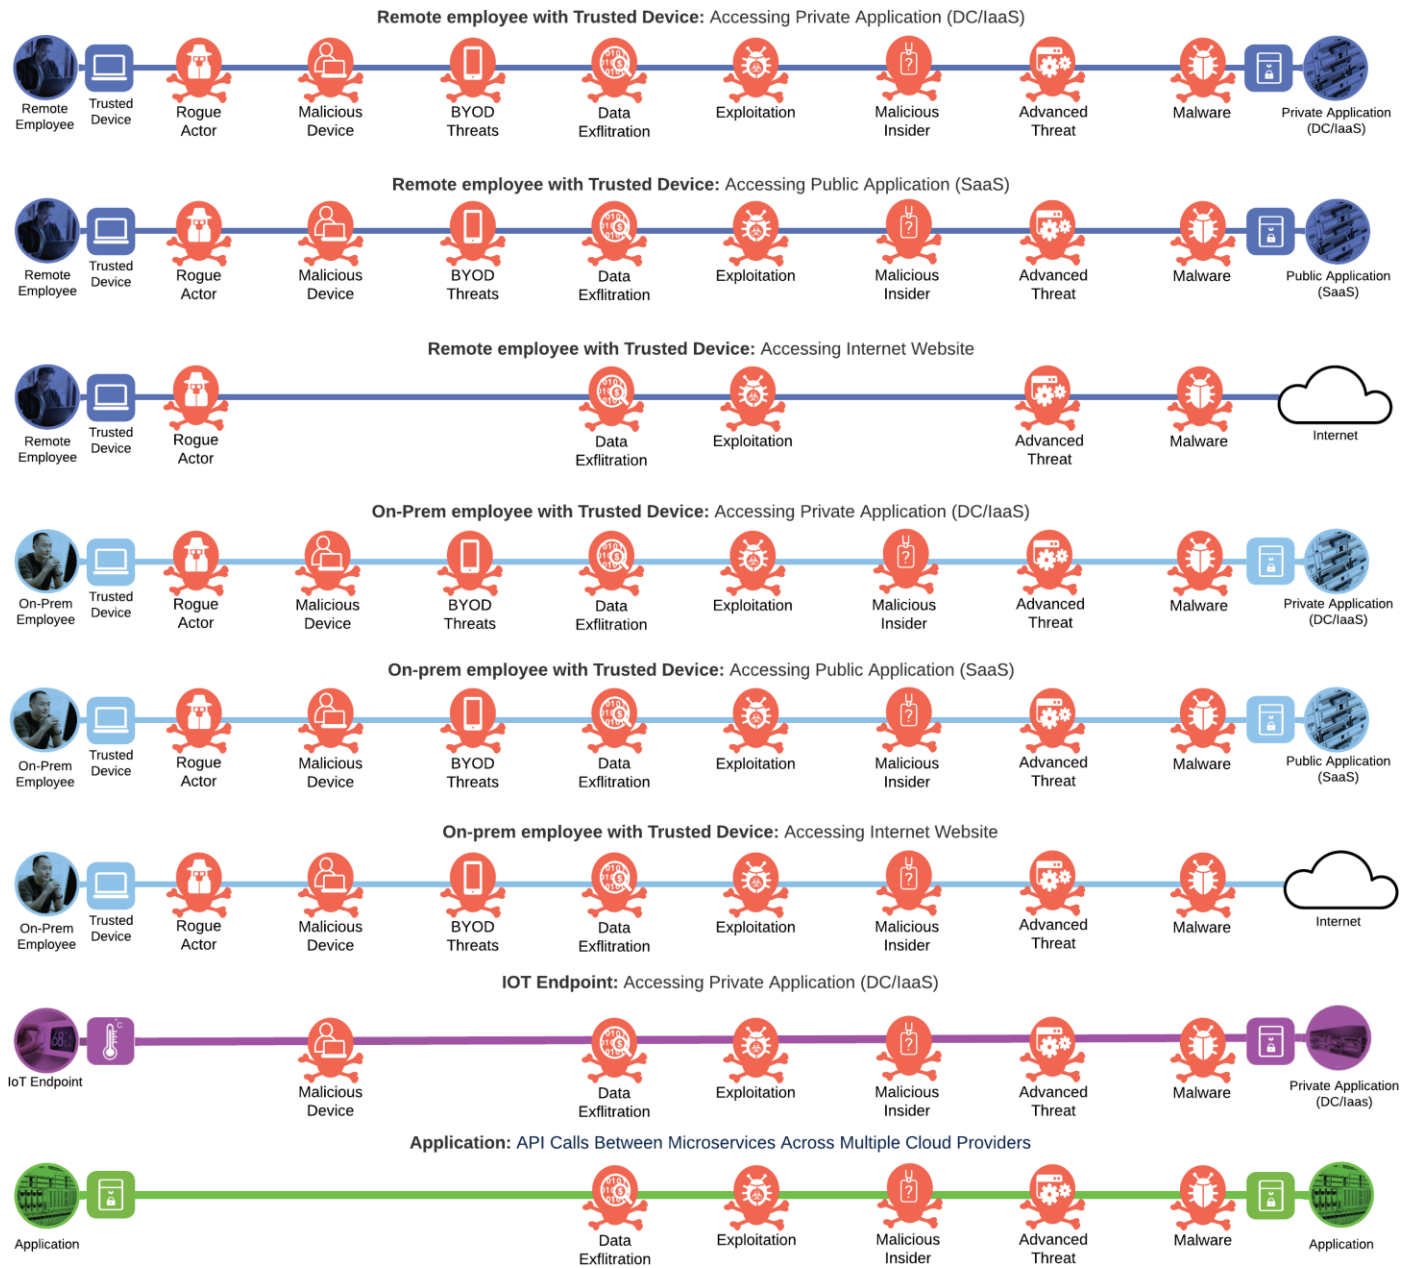 Remote employee with Trusted Device: Accessing Private Application (DC/IaaS)
Remote
Employee
Trusted
Device
Rogue
Actor
Malicious
Device
BYOD
Threats
Data
Exflitration
Exploitation
Malicious
Insider
Advanced
Threat
Malware
Private Application
(DC/IaaS)
Remote employee with Trusted Device: Accessing Public Application (SaaS)
Remote
Employee
Trusted
Device
Rogue
Actor
Malicious
Device
BYOD
Threats
Data
Exflitration
Exploitation
Malicious
Insider
Advanced
Threat
Malware
Public Application
(SaaS)
Remote employee with Trusted Device: Accessing Internet Website
Remote
Employee
Trusted
Device
Rogue
Actor
Data
Exflitration
Exploitation
Advanced
Threat
Malware
Internet
On-Prem employee with Trusted Device: Accessing Private Application (DC/IaaS)
On-Prem
Employee
Trusted
Device
Rogue
Actor
Malicious
Device
BYOD
Threats
Data
Exflitration
Exploitation
Malicious
Insider
Advanced
Threat
Malware
Private Application
(DC/IaaS)
On-prem employee with Trusted Device: Accessing Public Application (SaaS)
On-Prem
Employee
Trusted
Device
Rogue
Actor
Malicious
Device
BYOD
Threats
Data
Exflitration
Exploitation
Malicious
Insider
Advanced
Threat
Malware
Public Application
(SaaS)
On-prem employee with Trusted Device: Accessing Internet Website
On-Prem
Employee
Trusted
Device
Rogue
Actor
Malicious
Device
BYOD
Threats
Data
Exflitration
Exploitation
Malicious
Insider
Advanced
Threat
Malware
Internet
IOT Endpoint: Accessing Private Application (DC/IaaS)
IoT Endpoint
Malicious
Device
Data
Exflitration
Exploitation
Malicious
Insider
Advanced
Threat
Malware
Private Application
(DC/Iaas)
Application: API Calls Between Microservices Across Multiple Cloud Providers
Application
Data
Exflitration
Exploitation
Malicious
Insider
Advanced
Threat
Malware
Application